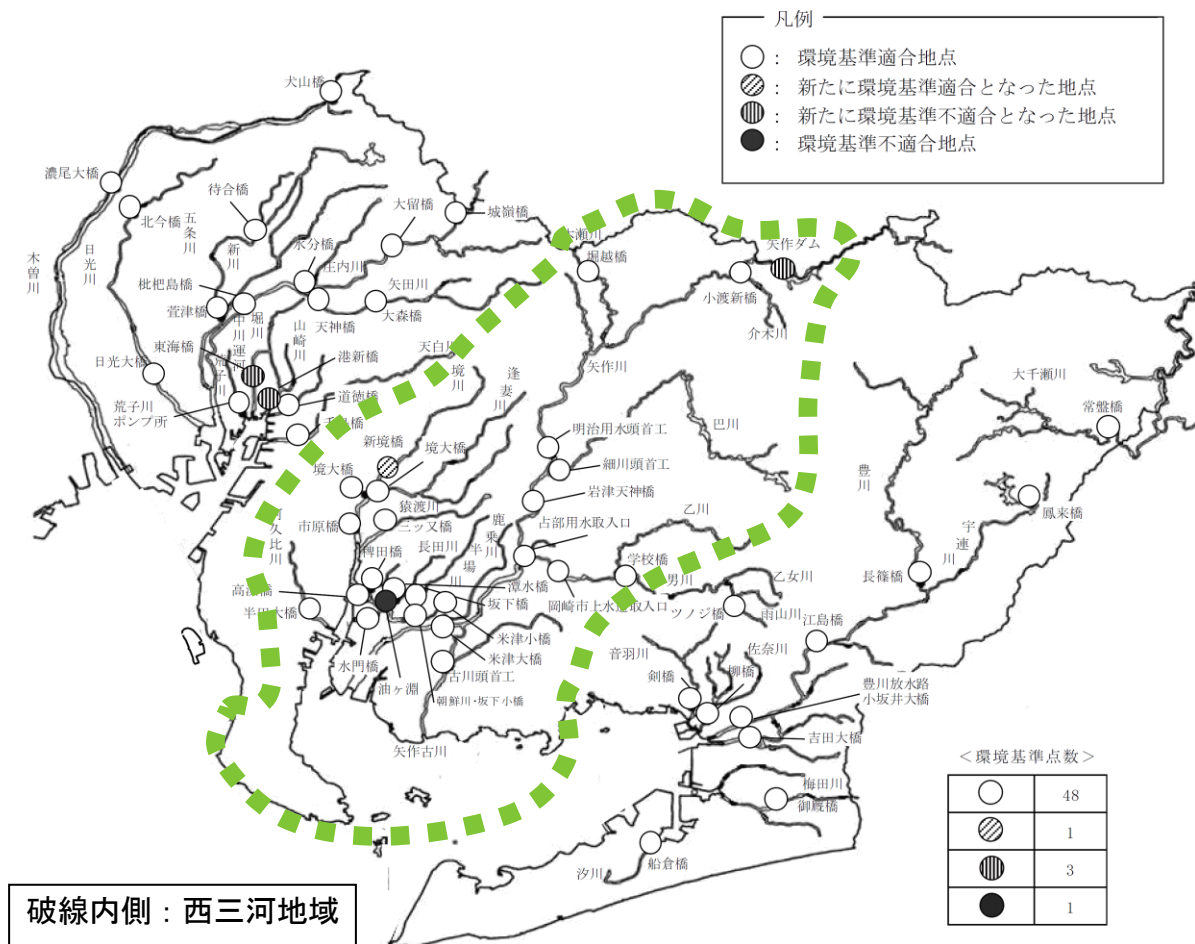 凡例
○ : 環境基準適合地点
: 新たに環境基準適合となった地点
: 新たに環境基準不適合となった地点
● : 環境基準不適合地点
犬山橋
濃尾大橋
北今橋
待合橋
五条川
新川
日光川
木曽川
大留橋
城嶺橋
水分橋
庄内川
枇杷島橋
萱津橋
矢田川
天神橋
大森橋
堀川
中川運河
山崎川
東海橋
荒子川
港新橋
天白川
日光大橋
荒子川
ポンプ所
道徳橋
堀越橋
矢作ダム
小渡新橋
介木川
矢作川
境川
逢妻川
巴川
大千瀬川
常盤橋
豊川
宇連川
鳳来橋
長篠橋
新境橋
境大橋
境大橋
明治用水頭首工
細川頭首工
岩津天神橋
市原橋
猿渡川
三ッ又橋
占部用水取入口
鹿乗川
半場川
長田川
稗田橋
乙川
学校橋
男川
乙女川
雨山川
ツノジ橋
岡崎市上水道取入口
潭水橋
坂下橋
半田大橋
水門橋
油ヶ淵
米津小橋
米津大橋
古川頭首工
朝鮮川・坂下小橋
矢作古川
音羽川
佐奈川
江島橋
剣橋
柳橋
豊川放水路
小坂井大橋
吉田大橋
梅田川
御厩橋
船倉橋
汐川
＜環境基準点数＞
48
1
3
1
破線内側：西三河地域